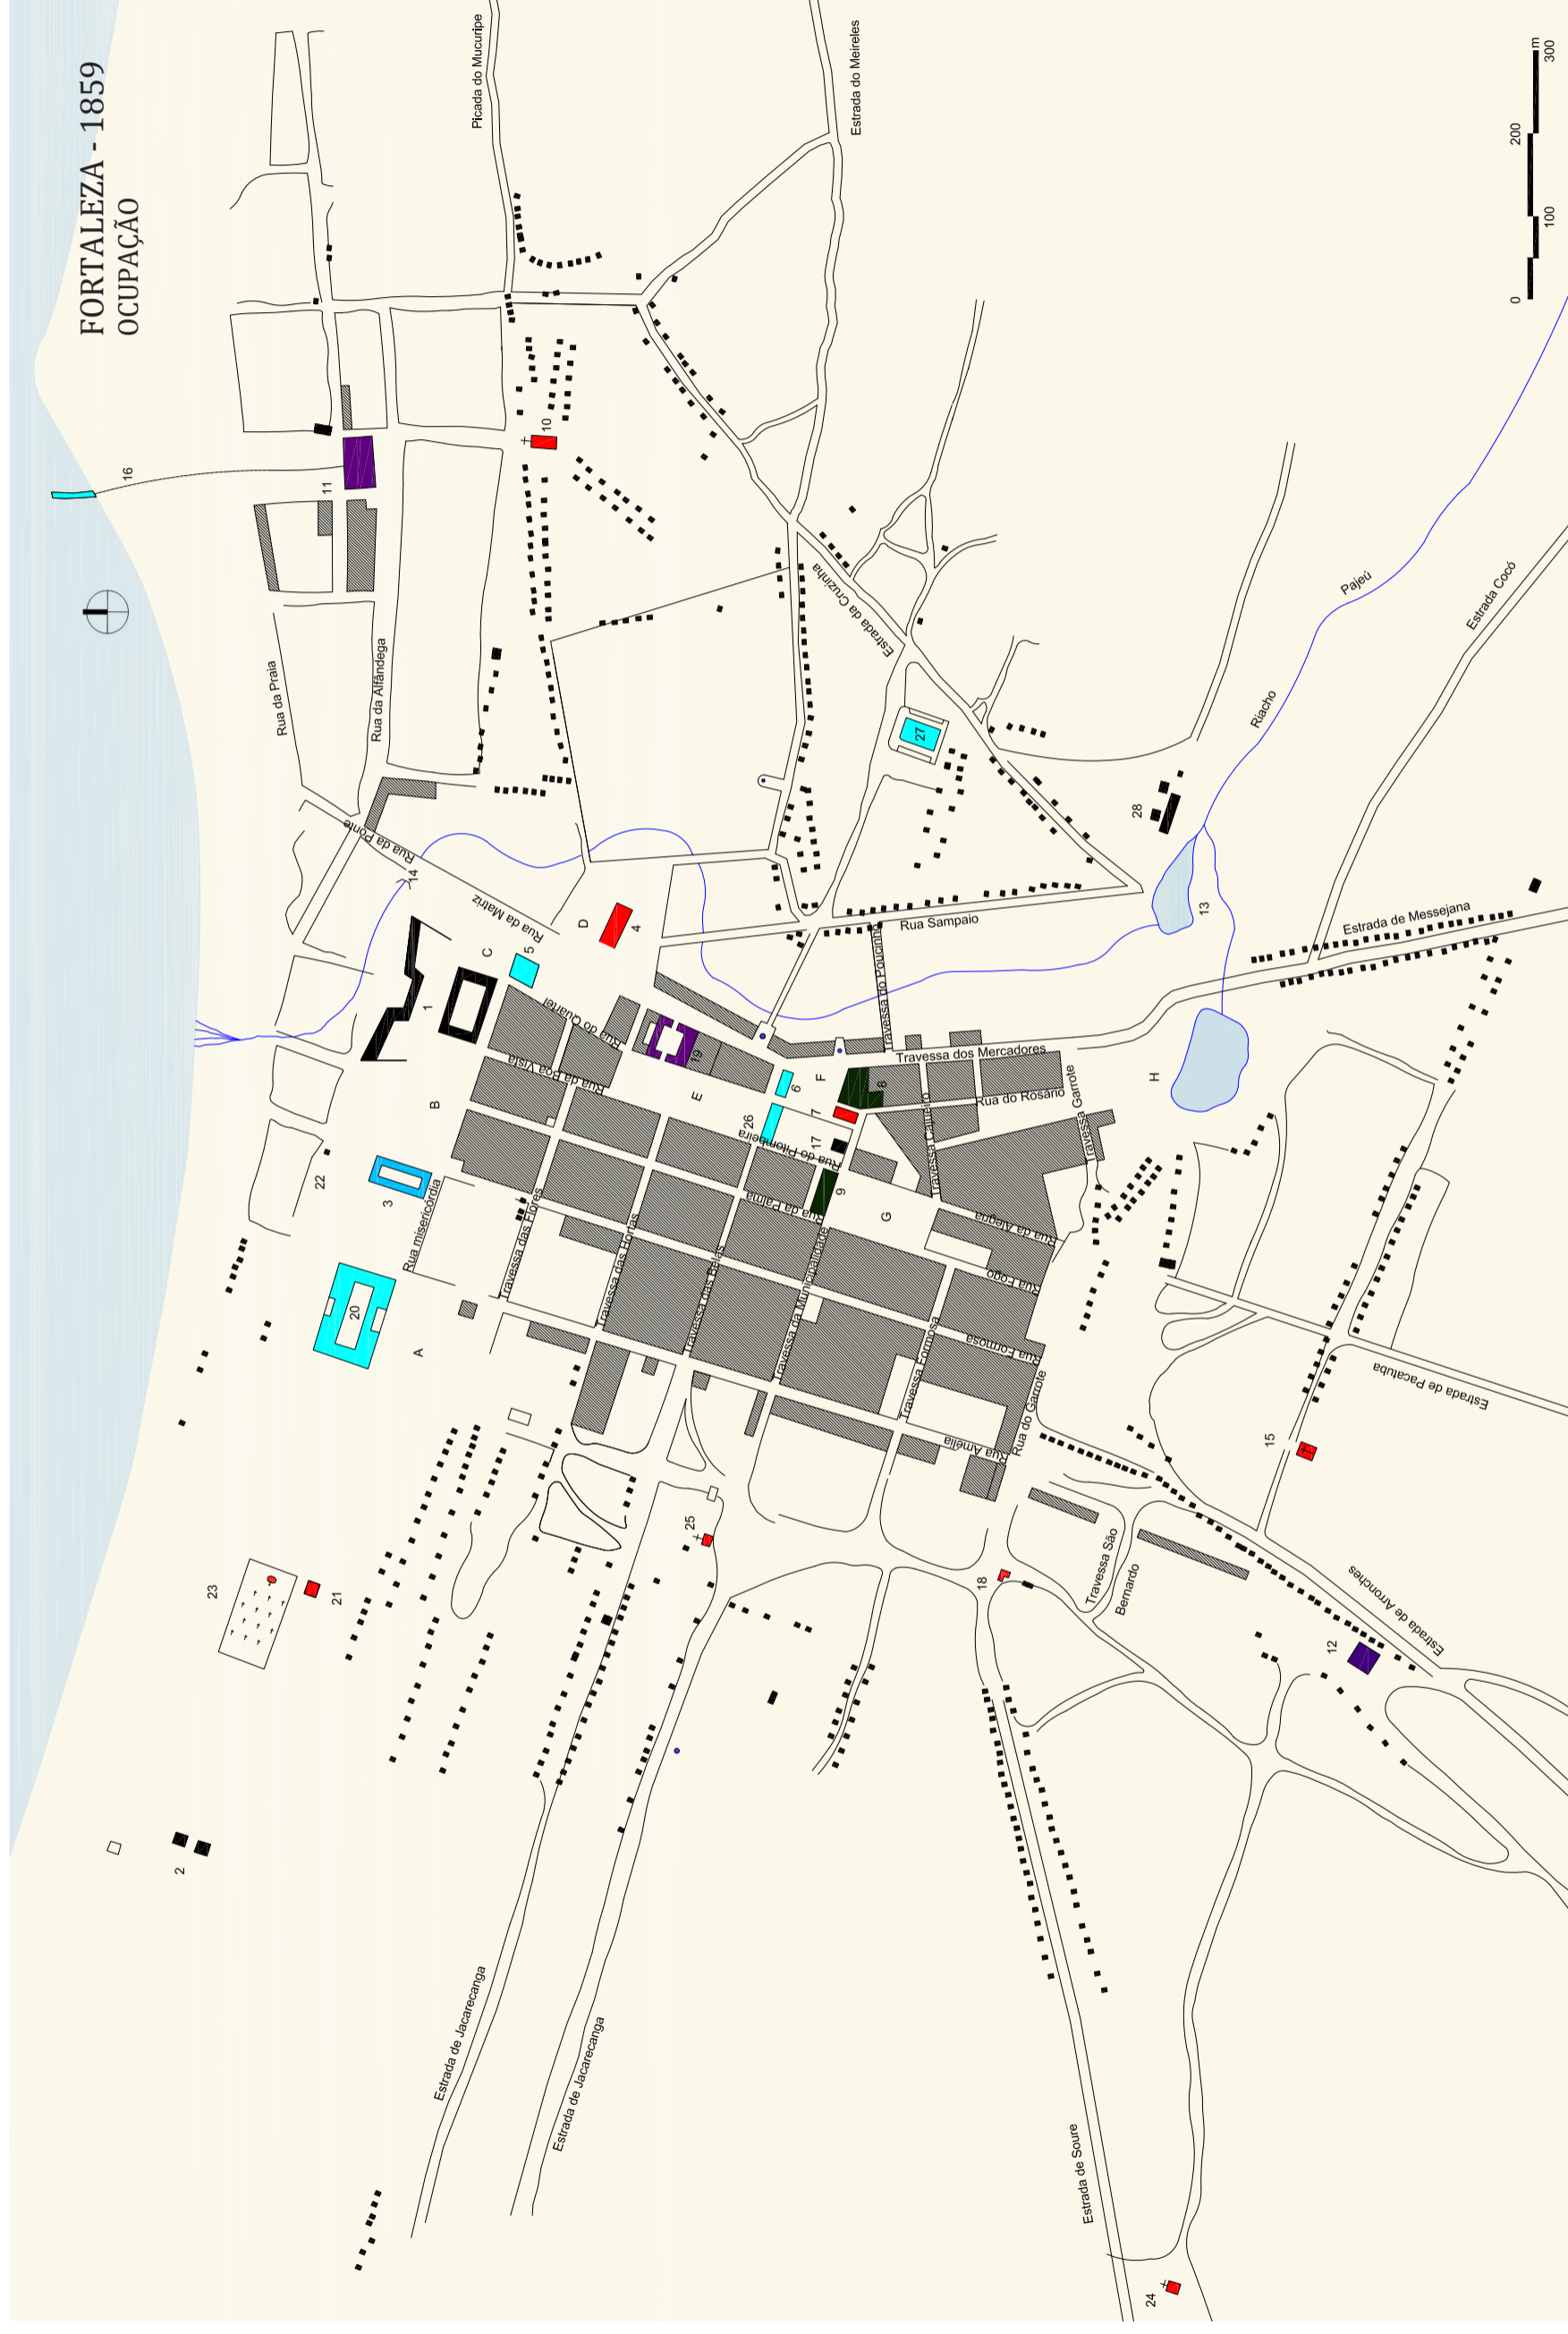 FORTALEZA - 1859
OCUPAÇÃO
Picada do Mucuripe
Estrada do Meireles
m
0
100
200
300
16
11
10
Rua da Praia
Rua da Alfândega
Estrada da Cruzinha
27
28
Riacho
Pajeú
Estrada Cocó
Rua da Ponte
14
Rua da Matriz
D
4
C
5
1
Rua Sampaio
13
Estrada de Messejana
Travessa do Poucinho
Rua do Quartel
19
Rua da Boa Vista
B
E
6
F
8
7
26
17
Travessa dos Mercadores
Rua do Rosário
Travessa Garrote
Travessa Cajueiro
H
22
3
Rua misericórdia
Rua do Pitombeira
Rua da Palma
9
G
Rua da Alegria
Rua Fogo
Rua Formosa
Rua Amélia
Rua do Garrote
Travessa das Flores
Travessa das Hortas
Travessa das Belas
Travessa da Municipalidade
Travessa Formosa
20
A
23
21
25
18
Travessa São
Bernardo
15
Estrada de Pacatuba
12
Estrada de Arronches
2
Estrada de Jacarecanga
Estrada de Jacarecanga
Estrada de Soure
24